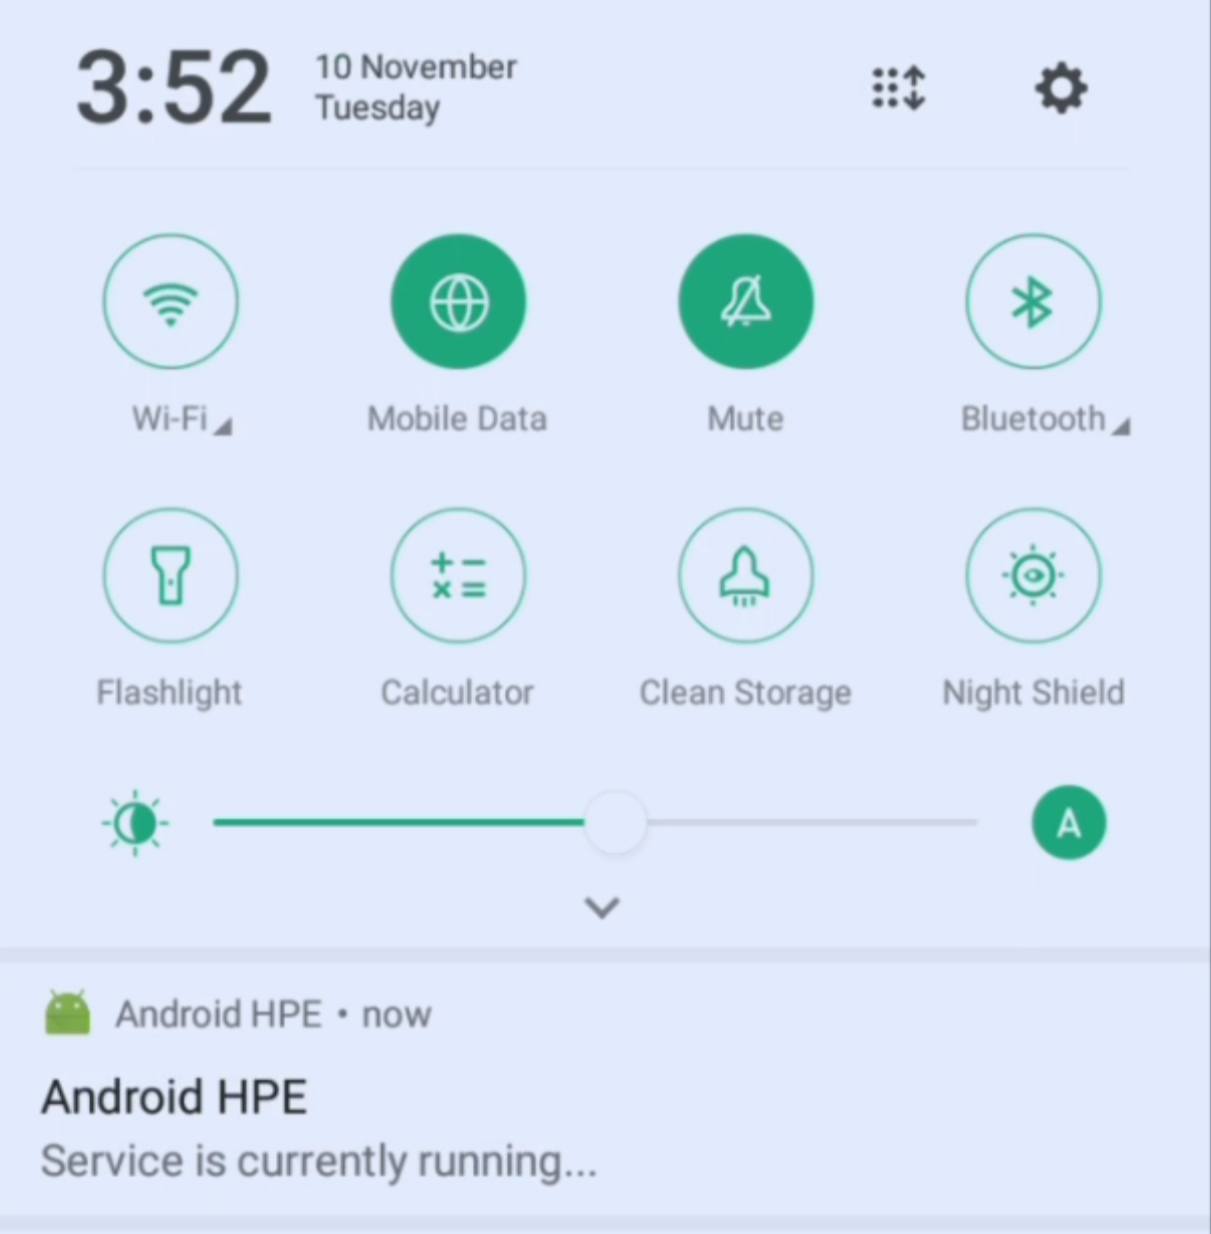 3:52
10 November
Tuesday
Wi-Fi
Mobile Data
Mute
Bluetooth
Flashlight
Calculator
Clean Storage
Night Shield
A
Android HPE • now
Android HPE
Service is currently running...